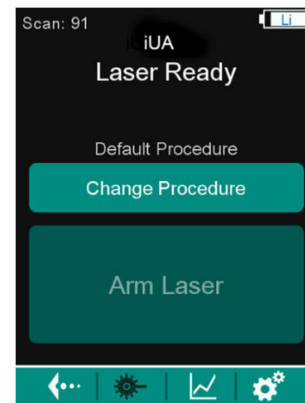 Scan: 91
Li
iUA
Laser Ready
Default Procedure
Change Procedure
Arm Laser